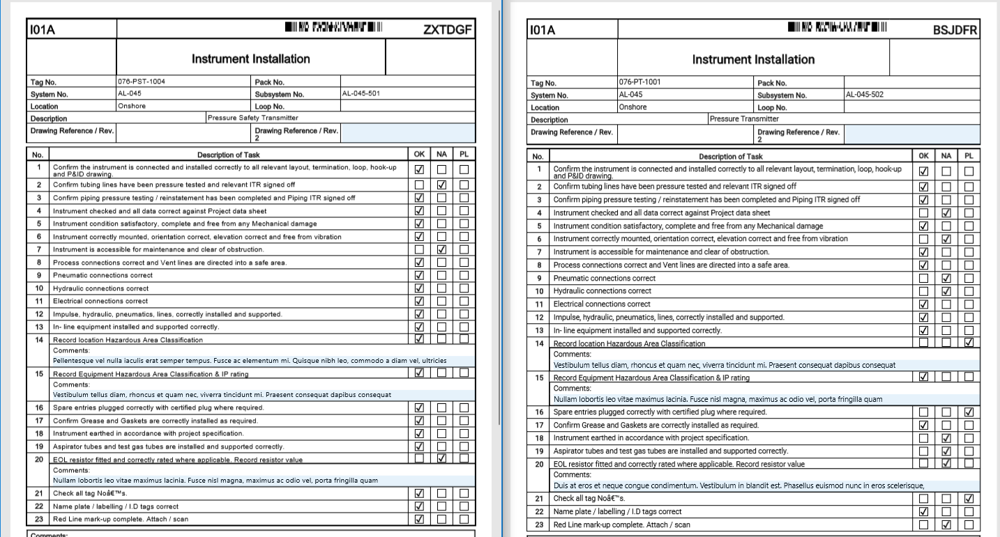 I01A ZXTDGF
Instrument Installation
Tag No. 076-PST-1004 Pack No.
System No. AL-045 Subsystem No. AL-045-501
Location Onshore Loop No.
Description Pressure Safety Transmitter
Drawing Reference / Rev. Drawing Reference / Rev.
2
No. Description of Task OK NA PL
1 Confirm the instrument is connected and installed correctly to all relevant layout, termination, loop, hook-up
and P&ID drawing.
2 Confirm tubing lines have been pressure tested and relevant ITR signed off
3 Confirm piping pressure testing / reinstatement has been completed and Piping ITR signed off
4 Instrument checked and all data correct against Project data sheet
5 Instrument condition satisfactory, complete and free from any Mechanical damage
6 Instrument correctly mounted, orientation correct, elevation correct and free from vibration
7 Instrument is accessible for maintenance and clear of obstruction.
8 Process connections correct and Vent lines are directed into a safe area.
9 Pneumatic connections correct
10 Hydraulic connections correct
11 Electrical connections correct
12 Impulse, hydraulic, pneumatics, lines, correctly installed and supported.
13 In- line equipment installed and supported correctly.
14 Record location Hazardous Area Classification
Comments:
Pellentesque vel nulla iaculis erat semper tempus. Fusce ac elementum mi. Quisque nibh leo, commodo a diam vel, ultricies
15 Record Equipment Hazardous Area Classification & IP rating
Comments:
Vestibulum tellus diam, rhoncus et quam nec, viverra tincidunt mi. Praesent consequat dapibus consequat
16 Spare entries plugged correctly with certified plug where required.
17 Confirm Grease and Gaskets are correctly installed as required.
18 Instrument earthed in accordance with project specification.
19 Aspirator tubes and test gas tubes are installed and supported correctly.
20 EOL resistor fitted and correctly rated where applicable. Record resistor value
Comments:
Nullam lobortis leo vitae maximus lacinia. Fusce nisl magna, maximus ac odio vel, porta fringilla quam
21 Check all tag Noâ€™s.
22 Name plate / labelling / I.D tags correct
23 Red Line mark-up complete. Attach / scan
Comments:
I01A BSJDFR
Instrument Installation
Tag No. 076-PT-1001 Pack No.
System No. AL-045 Subsystem No. AL-045-502
Location Onshore Loop No.
Description Pressure Transmitter
Drawing Reference / Rev. Drawing Reference / Rev.
2
No. Description of Task OK NA PL
1 Confirm the instrument is connected and installed correctly to all relevant layout, termination, loop, hook-up
and P&ID drawing.
2 Confirm tubing lines have been pressure tested and relevant ITR signed off
3 Confirm piping pressure testing / reinstatement has been completed and Piping ITR signed off
4 Instrument checked and all data correct against Project data sheet
5 Instrument condition satisfactory, complete and free from any Mechanical damage
6 Instrument correctly mounted, orientation correct, elevation correct and free from vibration
7 Instrument is accessible for maintenance and clear of obstruction.
8 Process connections correct and Vent lines are directed into a safe area.
9 Pneumatic connections correct
10 Hydraulic connections correct
11 Electrical connections correct
12 Impulse, hydraulic, pneumatics, lines, correctly installed and supported.
13 In- line equipment installed and supported correctly.
14 Record location Hazardous Area Classification
Comments:
Vestibulum tellus diam, rhoncus et quam nec, viverra tincidunt mi. Praesent consequat dapibus consequat
15 Record Equipment Hazardous Area Classification & IP rating
Comments:
Nullam lobortis leo vitae maximus lacinia. Fusce nisl magna, maximus ac odio vel, porta fringilla quam
16 Spare entries plugged correctly with certified plug where required.
17 Confirm Grease and Gaskets are correctly installed as required.
18 Instrument earthed in accordance with project specification.
19 Aspirator tubes and test gas tubes are installed and supported correctly.
20 EOL resistor fitted and correctly rated where applicable. Record resistor value
Comments:
Duis at eros et neque congue condimentum. Vestibulum in blandit est. Phasellus euismod nunc in eros scelerisque,
21 Check all tag Noâ€™s.
22 Name plate / labelling / I.D tags correct
23 Red Line mark-up complete. Attach / scan